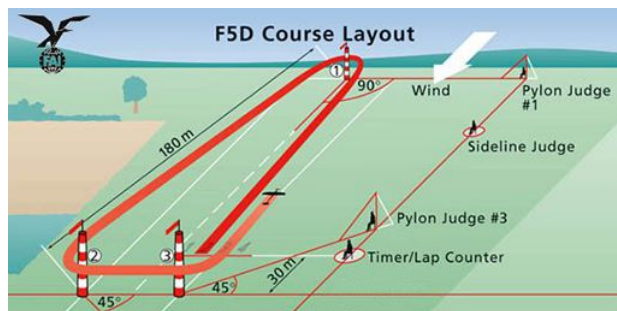 F5D Course Layout
FAI
1
90°
Wind
Pylon Judge
#1
Sideline Judge
180 m
Pylon Judge #3
2
3
Timer/Lap Counter
30 m
45°
45°